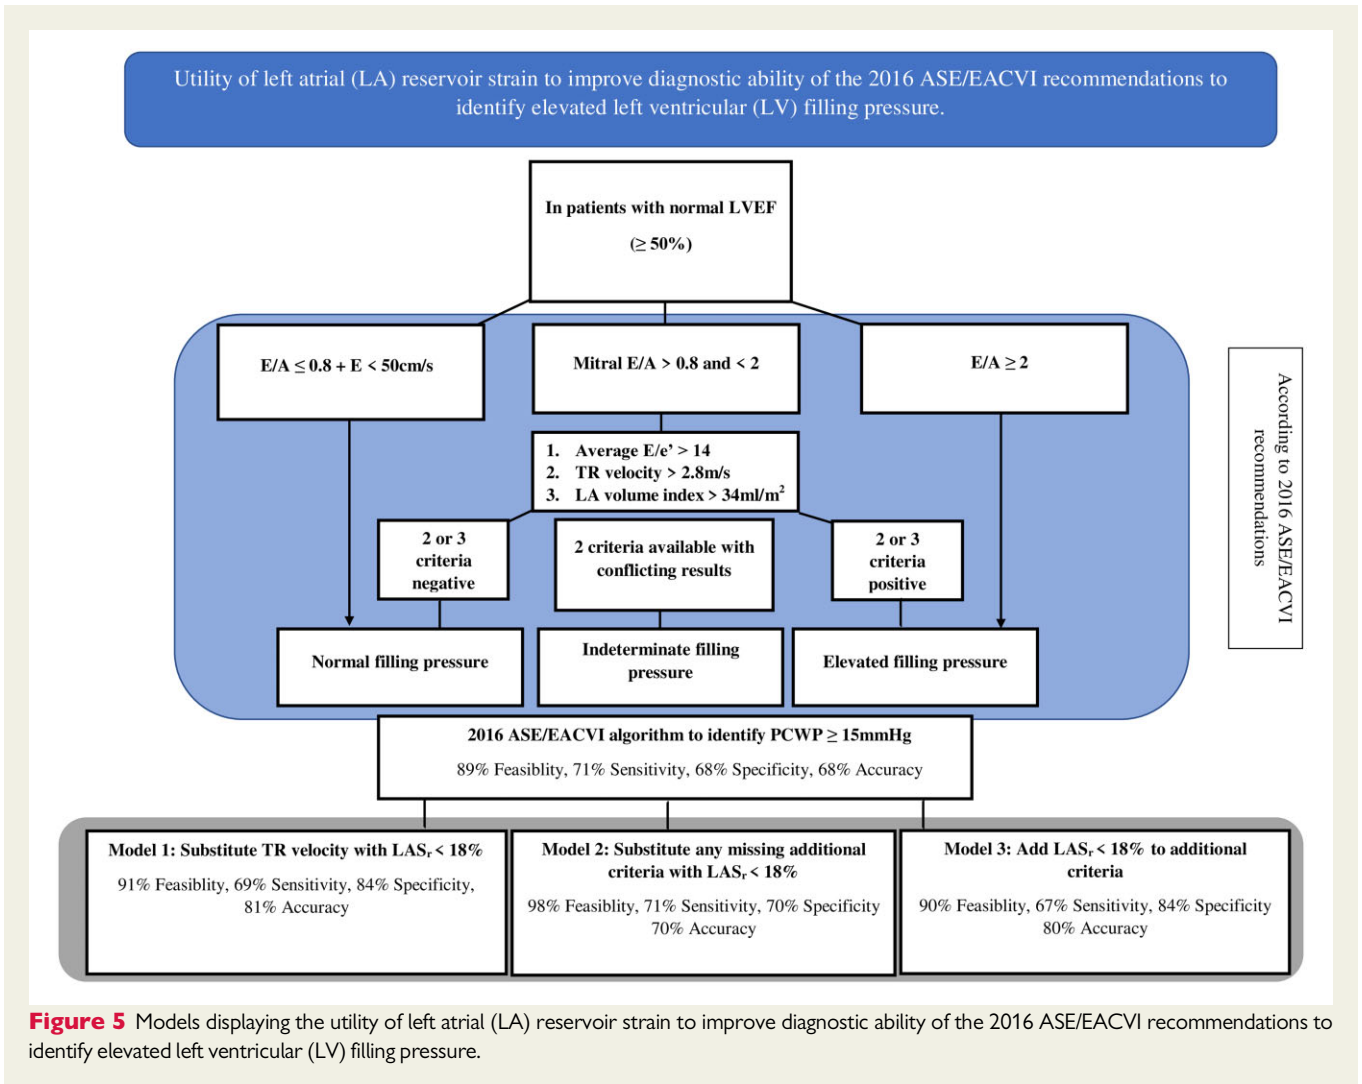 Utility of left atrial (LA) reservoir strain to improve diagnostic ability of the 2016 ASE/EACVI recommendations to
identify elevated left ventricular (LV) filling pressure.
In patients with normal LVEF
(≥ 50%)
E/A ≤ 0.8 + E < 50cm/s
Mitral E/A > 0.8 and < 2
E/A ≥ 2
According to 2016 ASE/EACVI
recommendations
1. Average E/e’ > 14
2. TR velocity > 2.8m/s
3. LA volume index > 34ml/m²
2 or 3
criteria
negative
2 criteria available with
conflicting results
2 or 3
criteria
positive
Normal filling pressure
Indeterminate filling
pressure
Elevated filling pressure
2016 ASE/EACVI algorithm to identify PCWP ≥ 15mmHg
89% Feasiblity, 71% Sensitivity, 68% Specificity, 68% Accuracy
Model 1: Substitute TR velocity with LASᵣ < 18%
91% Feasiblity, 69% Sensitivity, 84% Specificity,
81% Accuracy
Model 2: Substitute any missing additional
criteria with LASᵣ < 18%
98% Feasiblity, 71% Sensitivity, 70% Specificity
70% Accuracy
Model 3: Add LASᵣ < 18% to additional
criteria
90% Feasiblity, 67% Sensitivity, 84% Specificity
80% Accuracy
Figure 5 Models displaying the utility of left atrial (LA) reservoir strain to improve diagnostic ability of the 2016 ASE/EACVI recommendations to
identify elevated left ventricular (LV) filling pressure.